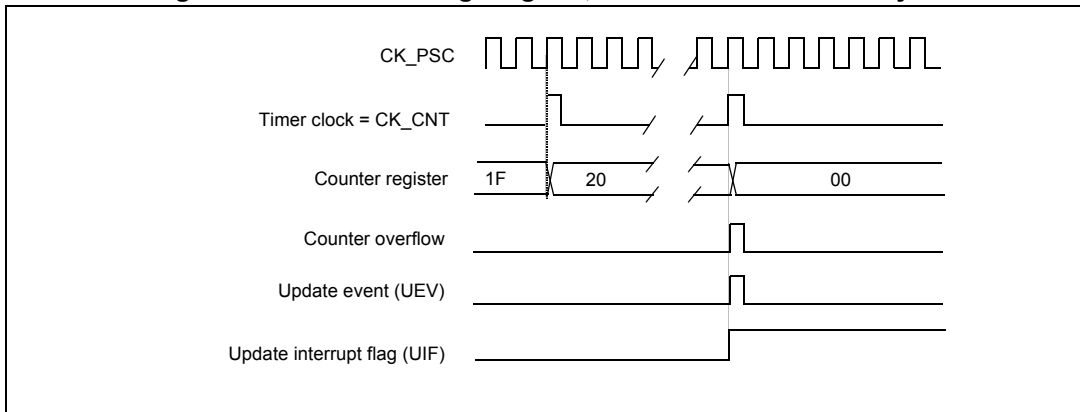 CK_PSC
Timer clock = CK_CNT
Counter register 1F 20 00
Counter overflow
Update event (UEV)
Update interrupt flag (UIF)